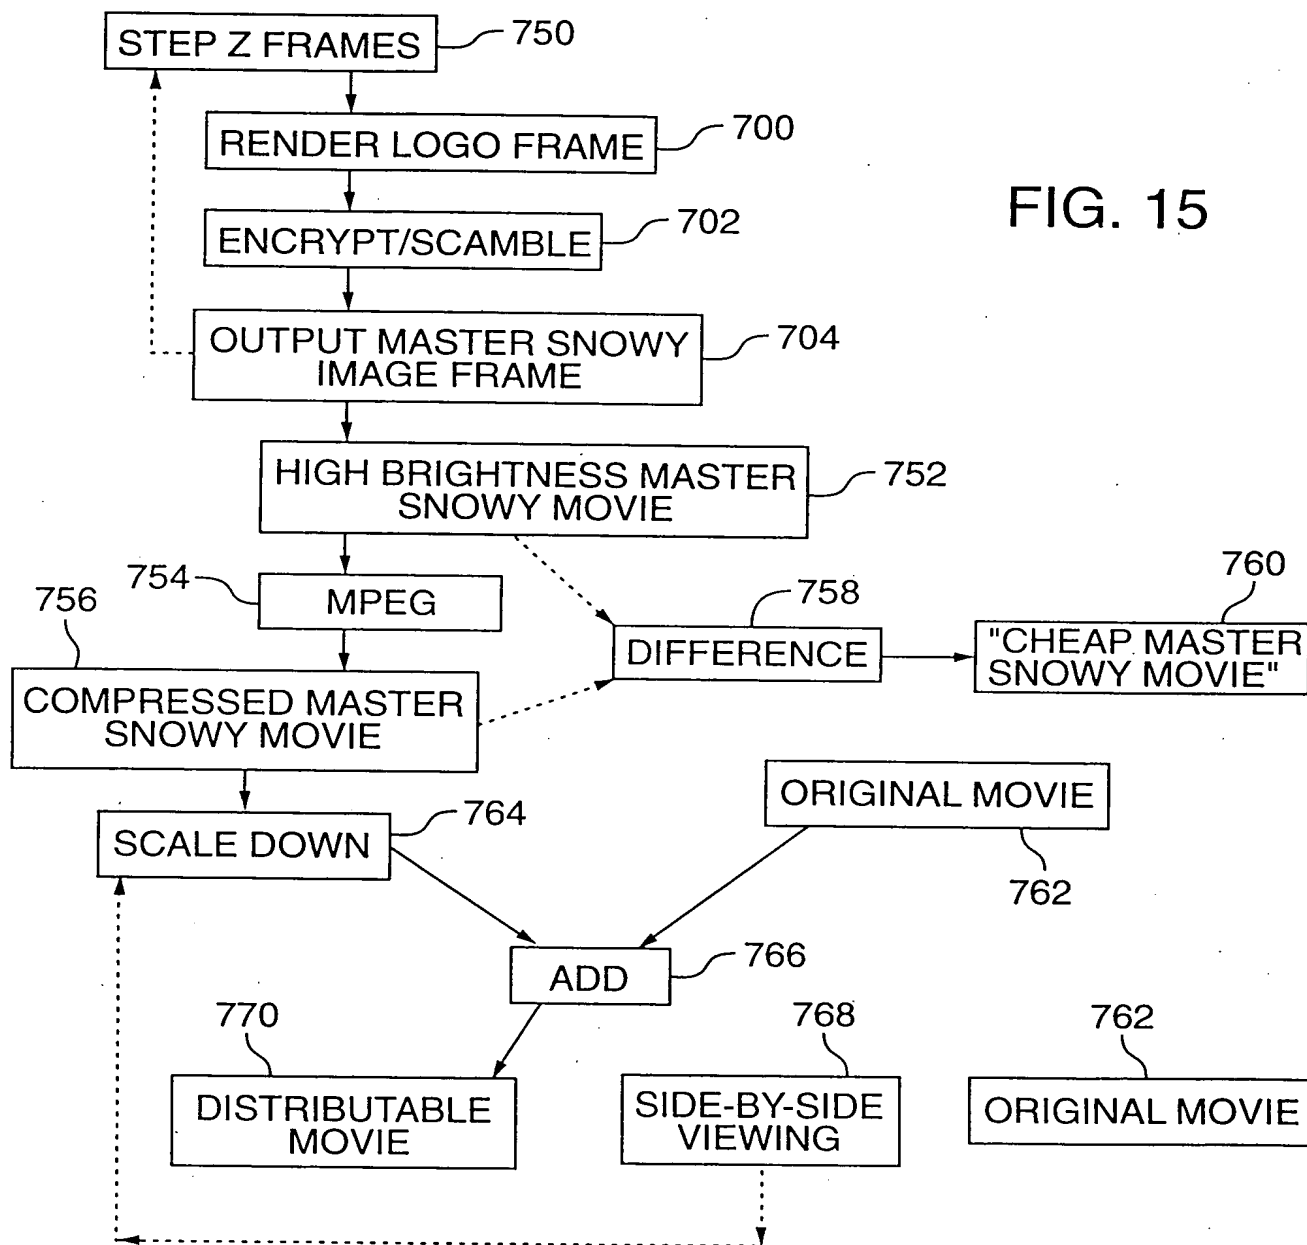 STEP Z FRAMES
750
RENDER LOGO FRAME
700
FIG. 15
ENCRYPT/SCAMBLE
702
OUTPUT MASTER SNOWY
IMAGE FRAME
704
HIGH BRIGHTNESS MASTER
SNOWY MOVIE
752
754
MPEG
756
COMPRESSED MASTER
SNOWY MOVIE
758
DIFFERENCE
760
"CHEAP MASTER
SNOWY MOVIE"
764
SCALE DOWN
ORIGINAL MOVIE
762
ADD
766
770
DISTRIBUTABLE
MOVIE
768
SIDE-BY-SIDE
VIEWING
762
ORIGINAL MOVIE